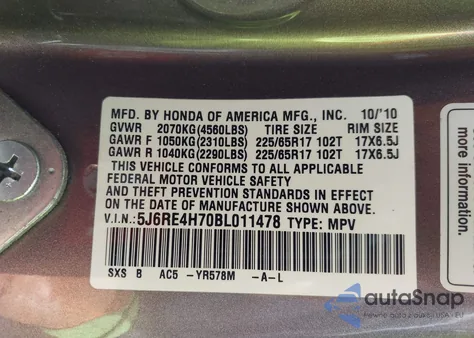 MFD. BY HONDA OF AMERICA MFG., INC. 10/'10
GVWR 2070KG(4560LBS) TIRE SIZE RIM SIZE
GAWR F 1050KG(2310LBS) 225/65R17 102T 17X6.5J
GAWR R 1040KG(2290LBS) 225/65R17 102T 17X6.5J
THIS VEHICLE CONFORMS TO ALL APPLICABLE
FEDERAL MOTOR VEHICLE SAFETY
AND THEFT PREVENTION STANDARDS IN EFFECT
ON THE DATE OF MANUFACTURE SHOWN ABOVE.
V.I.N.:5J6RE4H70BL011478 TYPE: MPV
SXS B AC5 -YR578M -A-L
autaSnap